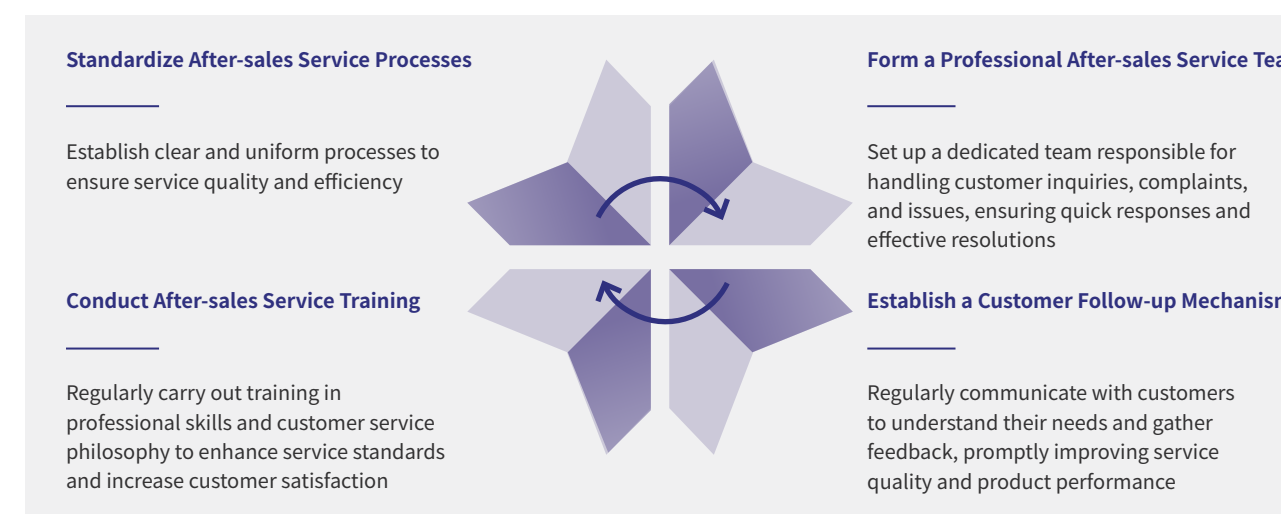 Standardize After-sales Service Processes
Establish clear and uniform processes to
ensure service quality and efficiency
Form a Professional After-sales Service
Set up a dedicated team responsible for
handling customer inquiries, complaints,
and issues, ensuring quick responses and
effective resolutions
Conduct After-sales Service Training
Regularly carry out training in
professional skills and customer service
philosophy to enhance service standards
and increase customer satisfaction
Establish a Customer Follow-up Mechanism
Regularly communicate with customers
to understand their needs and gather
feedback, promptly improving service
quality and product performance